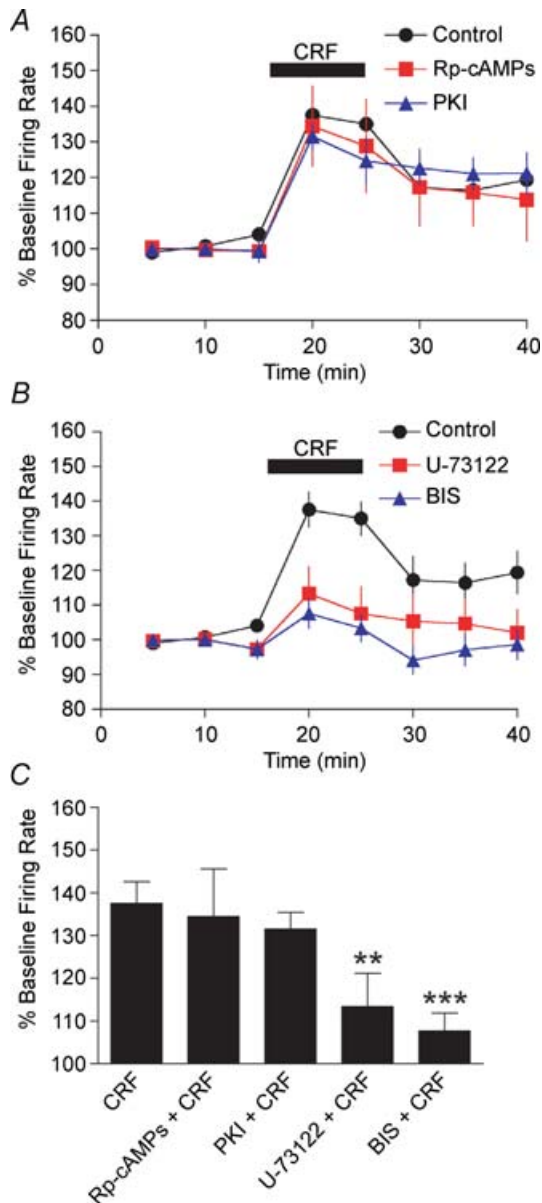 A
160
150
140
130
120
110
100
90
80
% Baseline Firing Rate
CRF
Control
Rp-cAMPs
PKI
0
10
20
30
40
Time (min)
B
160
150
140
130
120
110
100
90
80
% Baseline Firing Rate
CRF
Control
U-73122
BIS
0
10
20
30
40
Time (min)
C
160
150
140
130
120
110
100
% Baseline Firing Rate
**
***
CRF
Rp-cAMPs + CRF
PKI + CRF
U-73122 + CRF
BIS + CRF